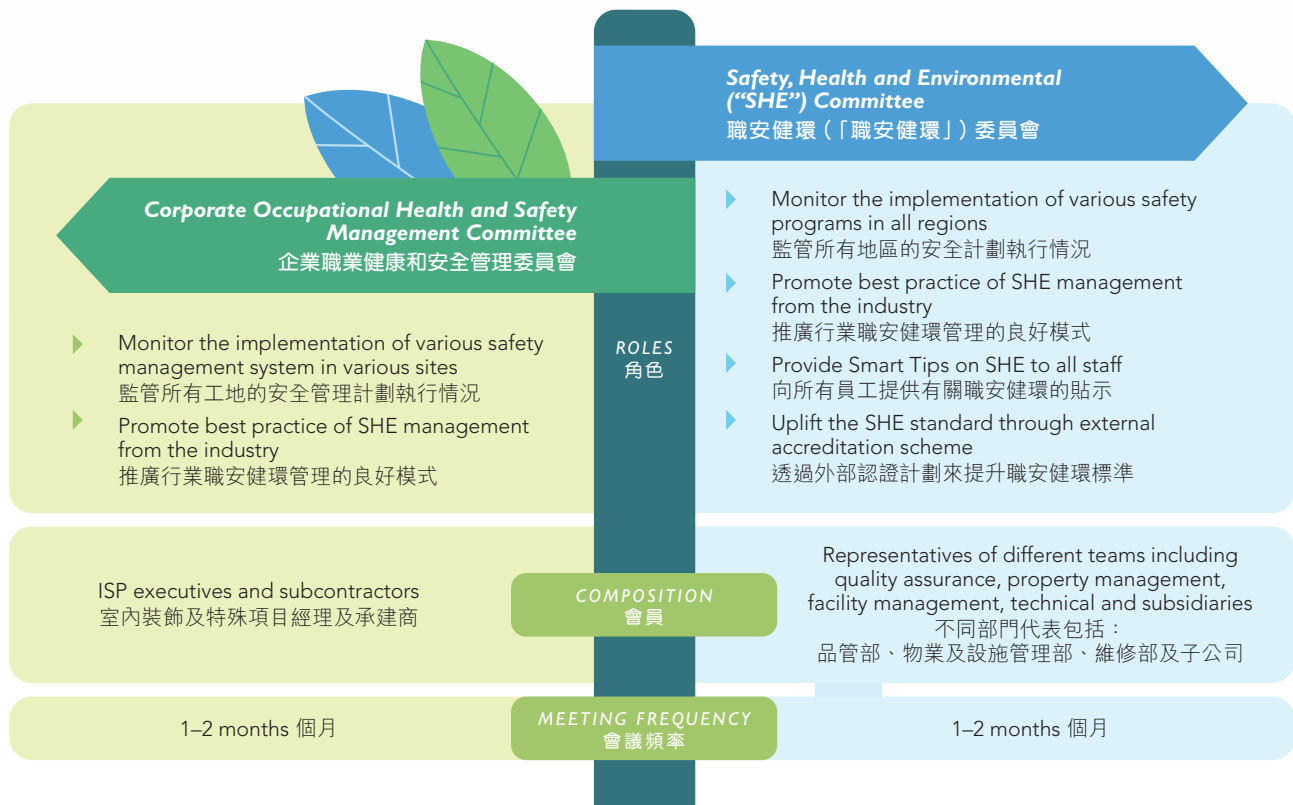 Safety, Health and Environmental
(“SHE”) Committee
職安健環（「職安健環」）委員會
Monitor the implementation of various safety
programs in all regions
監管所有地區的安全計劃執行情況
Promote best practice of SHE management
from the industry
推廣行業職安健環管理的良好模式
Provide Smart Tips on SHE to all staff
向所有員工提供有關職安健環的貼示
Uplift the SHE standard through external
accreditation scheme
透過外部認證計劃來提升職安健環標準
Corporate Occupational Health and Safety
Management Committee
企業職業健康和安全管理委員會
Monitor the implementation of various safety
management system in various sites
監管所有工地的安全管理計劃執行情況
Promote best practice of SHE management
from the industry
推廣行業職安健環管理的良好模式
ROLES
角色
ISP executives and subcontractors
室內裝飾及特殊項目經理及承建商
COMPOSITION
會員
Representatives of different teams including
quality assurance, property management,
facility management, technical and subsidiaries
不同部門代表包括：
品管部、物業及設施管理部、維修部及子公司
1–2 months 個月
MEETING FREQUENCY
會議頻率
1–2 months 個月